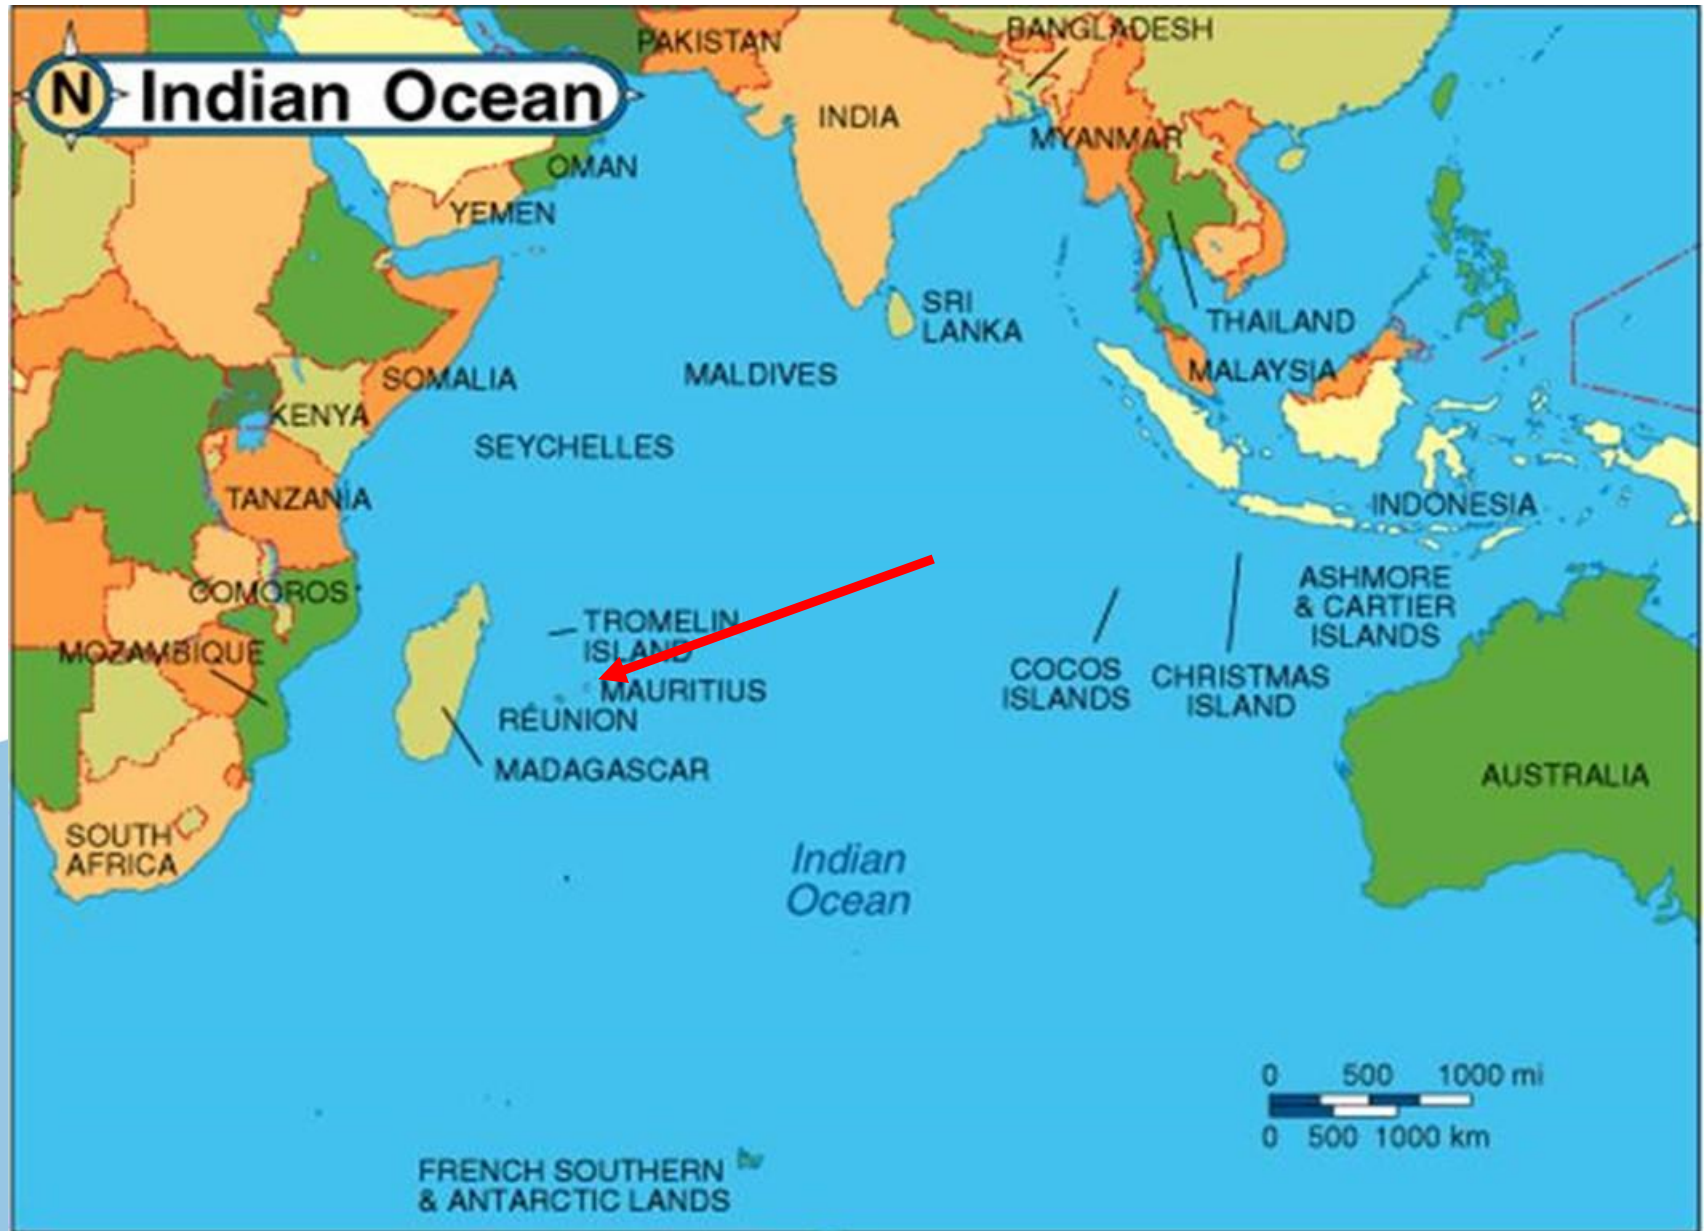 N
Indian Ocean
PAKISTAN
BANGLADESH
INDIA
MYANMAR
OMAN
YEMEN
SRI
LANKA
THAILAND
MALDIVES
MALAYSIA
SOMALIA
KENYA
SEYCHELLES
TANZANIA
INDONESIA
COMOROS
ASHMORE
& CARTIER
ISLANDS
TROMELIN
ISLAND
MOZAMBIQUE
MAURITIUS
RÉUNION
COCOS
ISLANDS
CHRISTMAS
ISLAND
MADAGASCAR
AUSTRALIA
SOUTH
AFRICA
Indian
Ocean
0 500 1000 mi
0 500 1000 km
FRENCH SOUTHERN
& ANTARCTIC LANDS